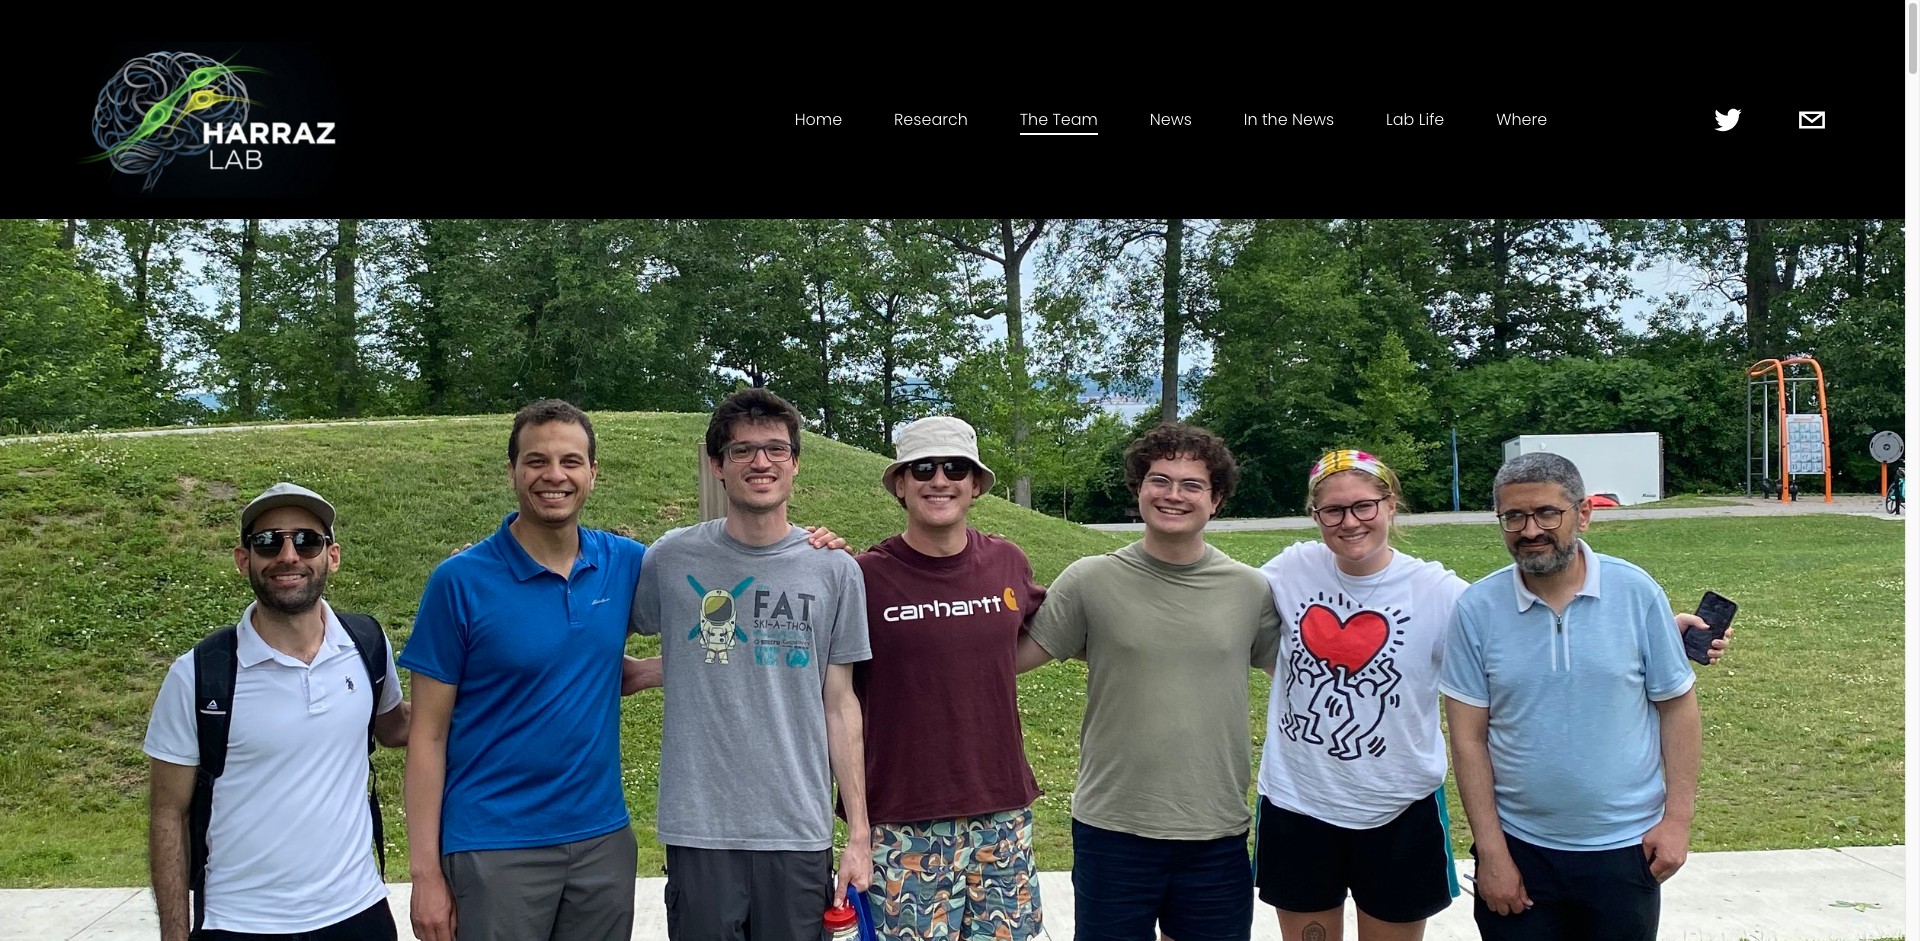 HARRAZ
LAB
Home
Research
The Team
News
In the News
Lab Life
Where
FAT
SKI-A-THON
carhartt